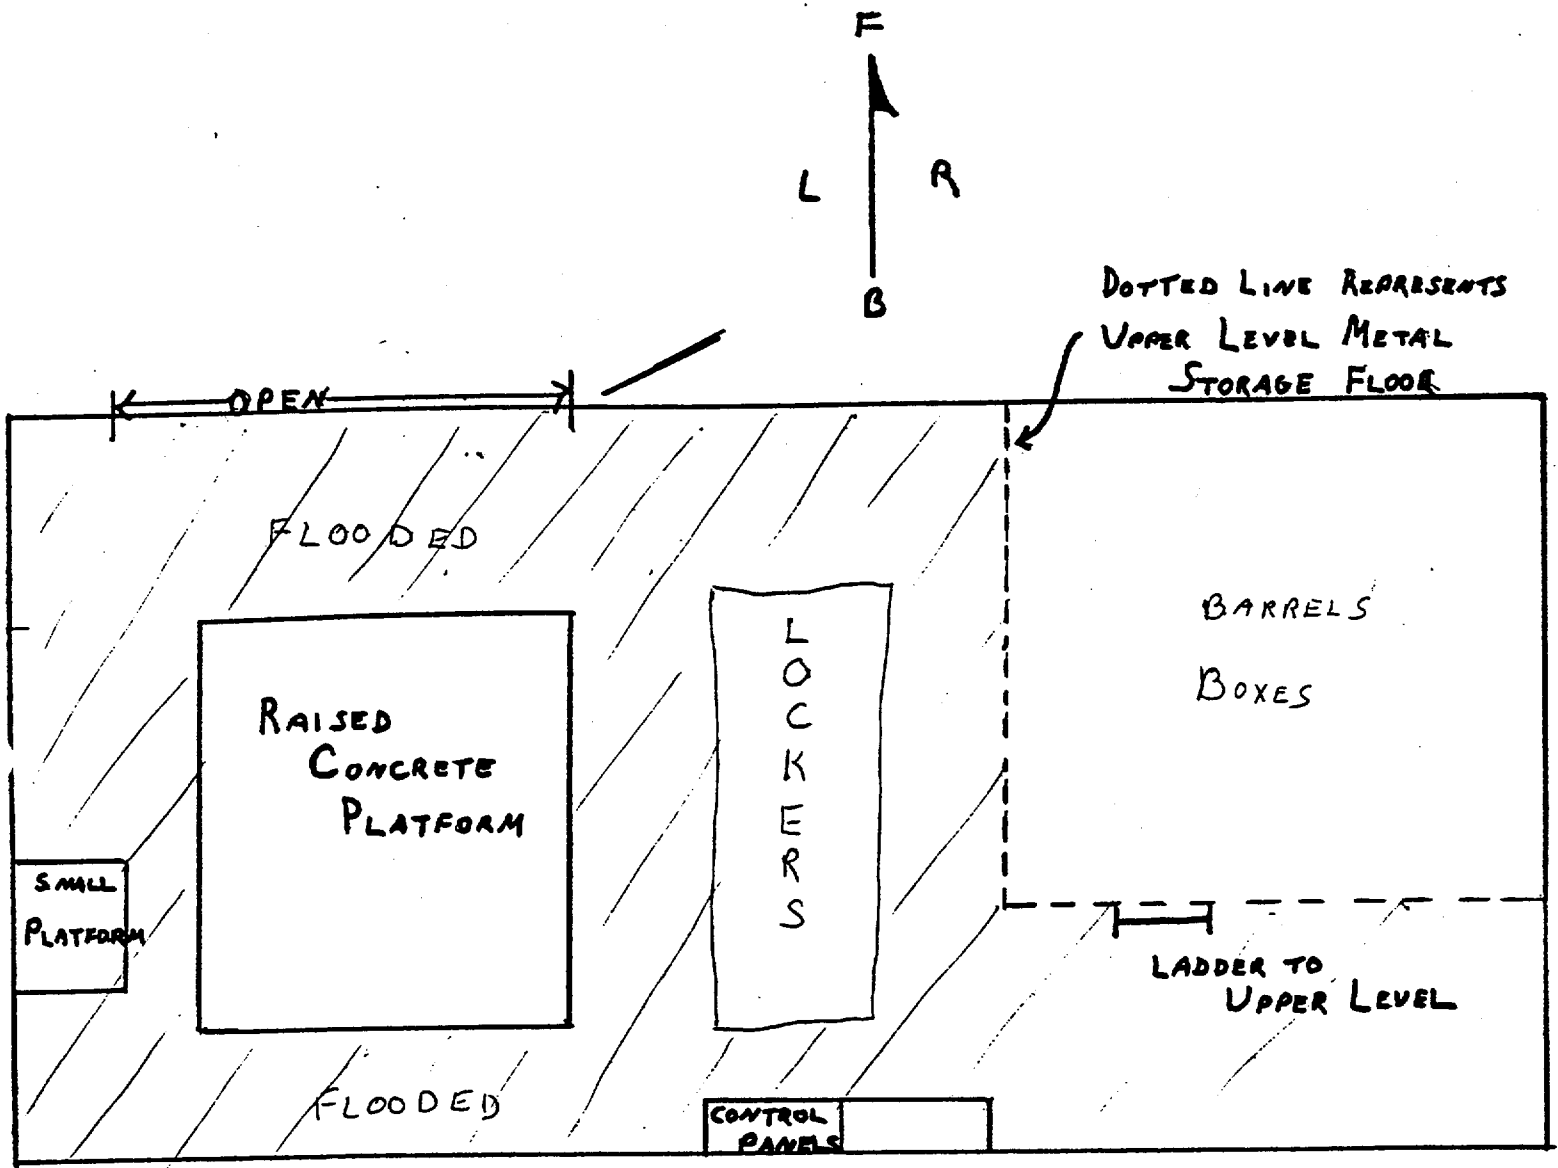 F
L R
B
DOTTED LINE REPRESENTS
UPPER LEVEL METAL
STORAGE FLOOR
OPEN
FLOODED
BARRELS
BOXES
LOCKERS
RAISED
CONCRETE
PLATFORM
SMALL
PLATFORM
LADDER TO
UPPER LEVEL
FLOODED
CONTROL
PANELS